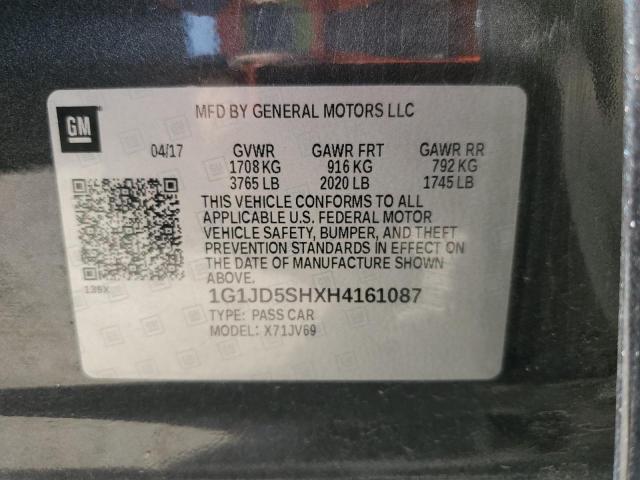 GM
MFD BY GENERAL MOTORS LLC
04/17 GVWR GAWR FRT GAWR RR
1708 KG 916 KG 792 KG
3765 LB 2020 LB 1745 LB
THIS VEHICLE CONFORMS TO ALL
APPLICABLE U.S. FEDERAL MOTOR
VEHICLE SAFETY, BUMPER, AND THEFT
PREVENTION STANDARDS IN EFFECT ON
THE DATE OF MANUFACTURE SHOWN
ABOVE.
139X
1G1JD5SHXH4161087
TYPE: PASS CAR
MODEL: X71JV69